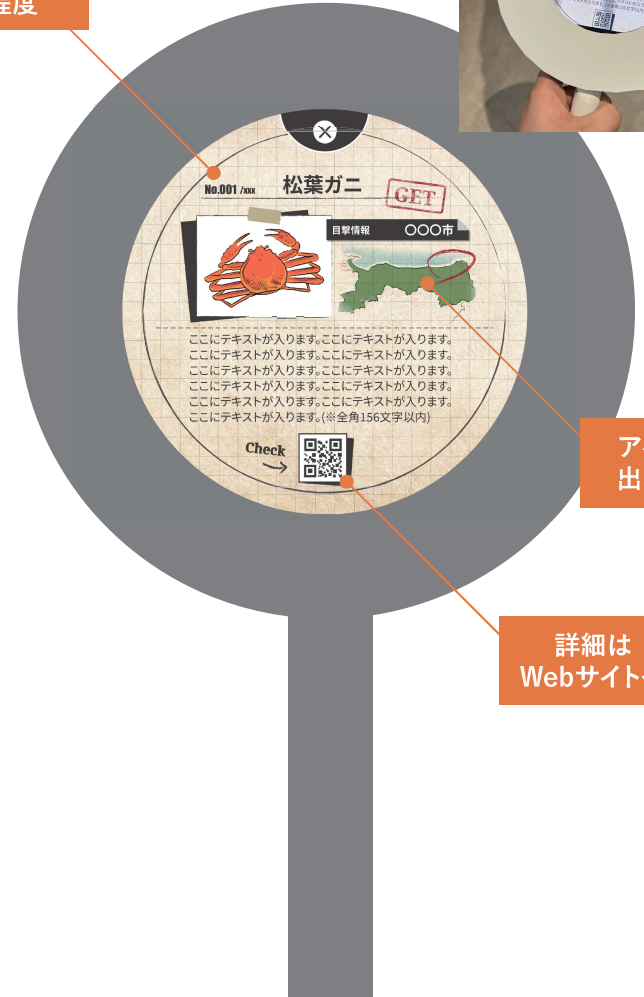 程度
No.001 /xxx
松葉ガニ
GET
目撃情報
〇〇〇市
ここにテキストが入ります。ここにテキストが入ります。
ここにテキストが入ります。ここにテキストが入ります。
ここにテキストが入ります。ここにテキストが入ります。
ここにテキストが入ります。ここにテキストが入ります。
ここにテキストが入ります。ここにテキストが入ります。
ここにテキストが入ります。(※全角156文字以内)
Check
出
詳細は
Webサイト